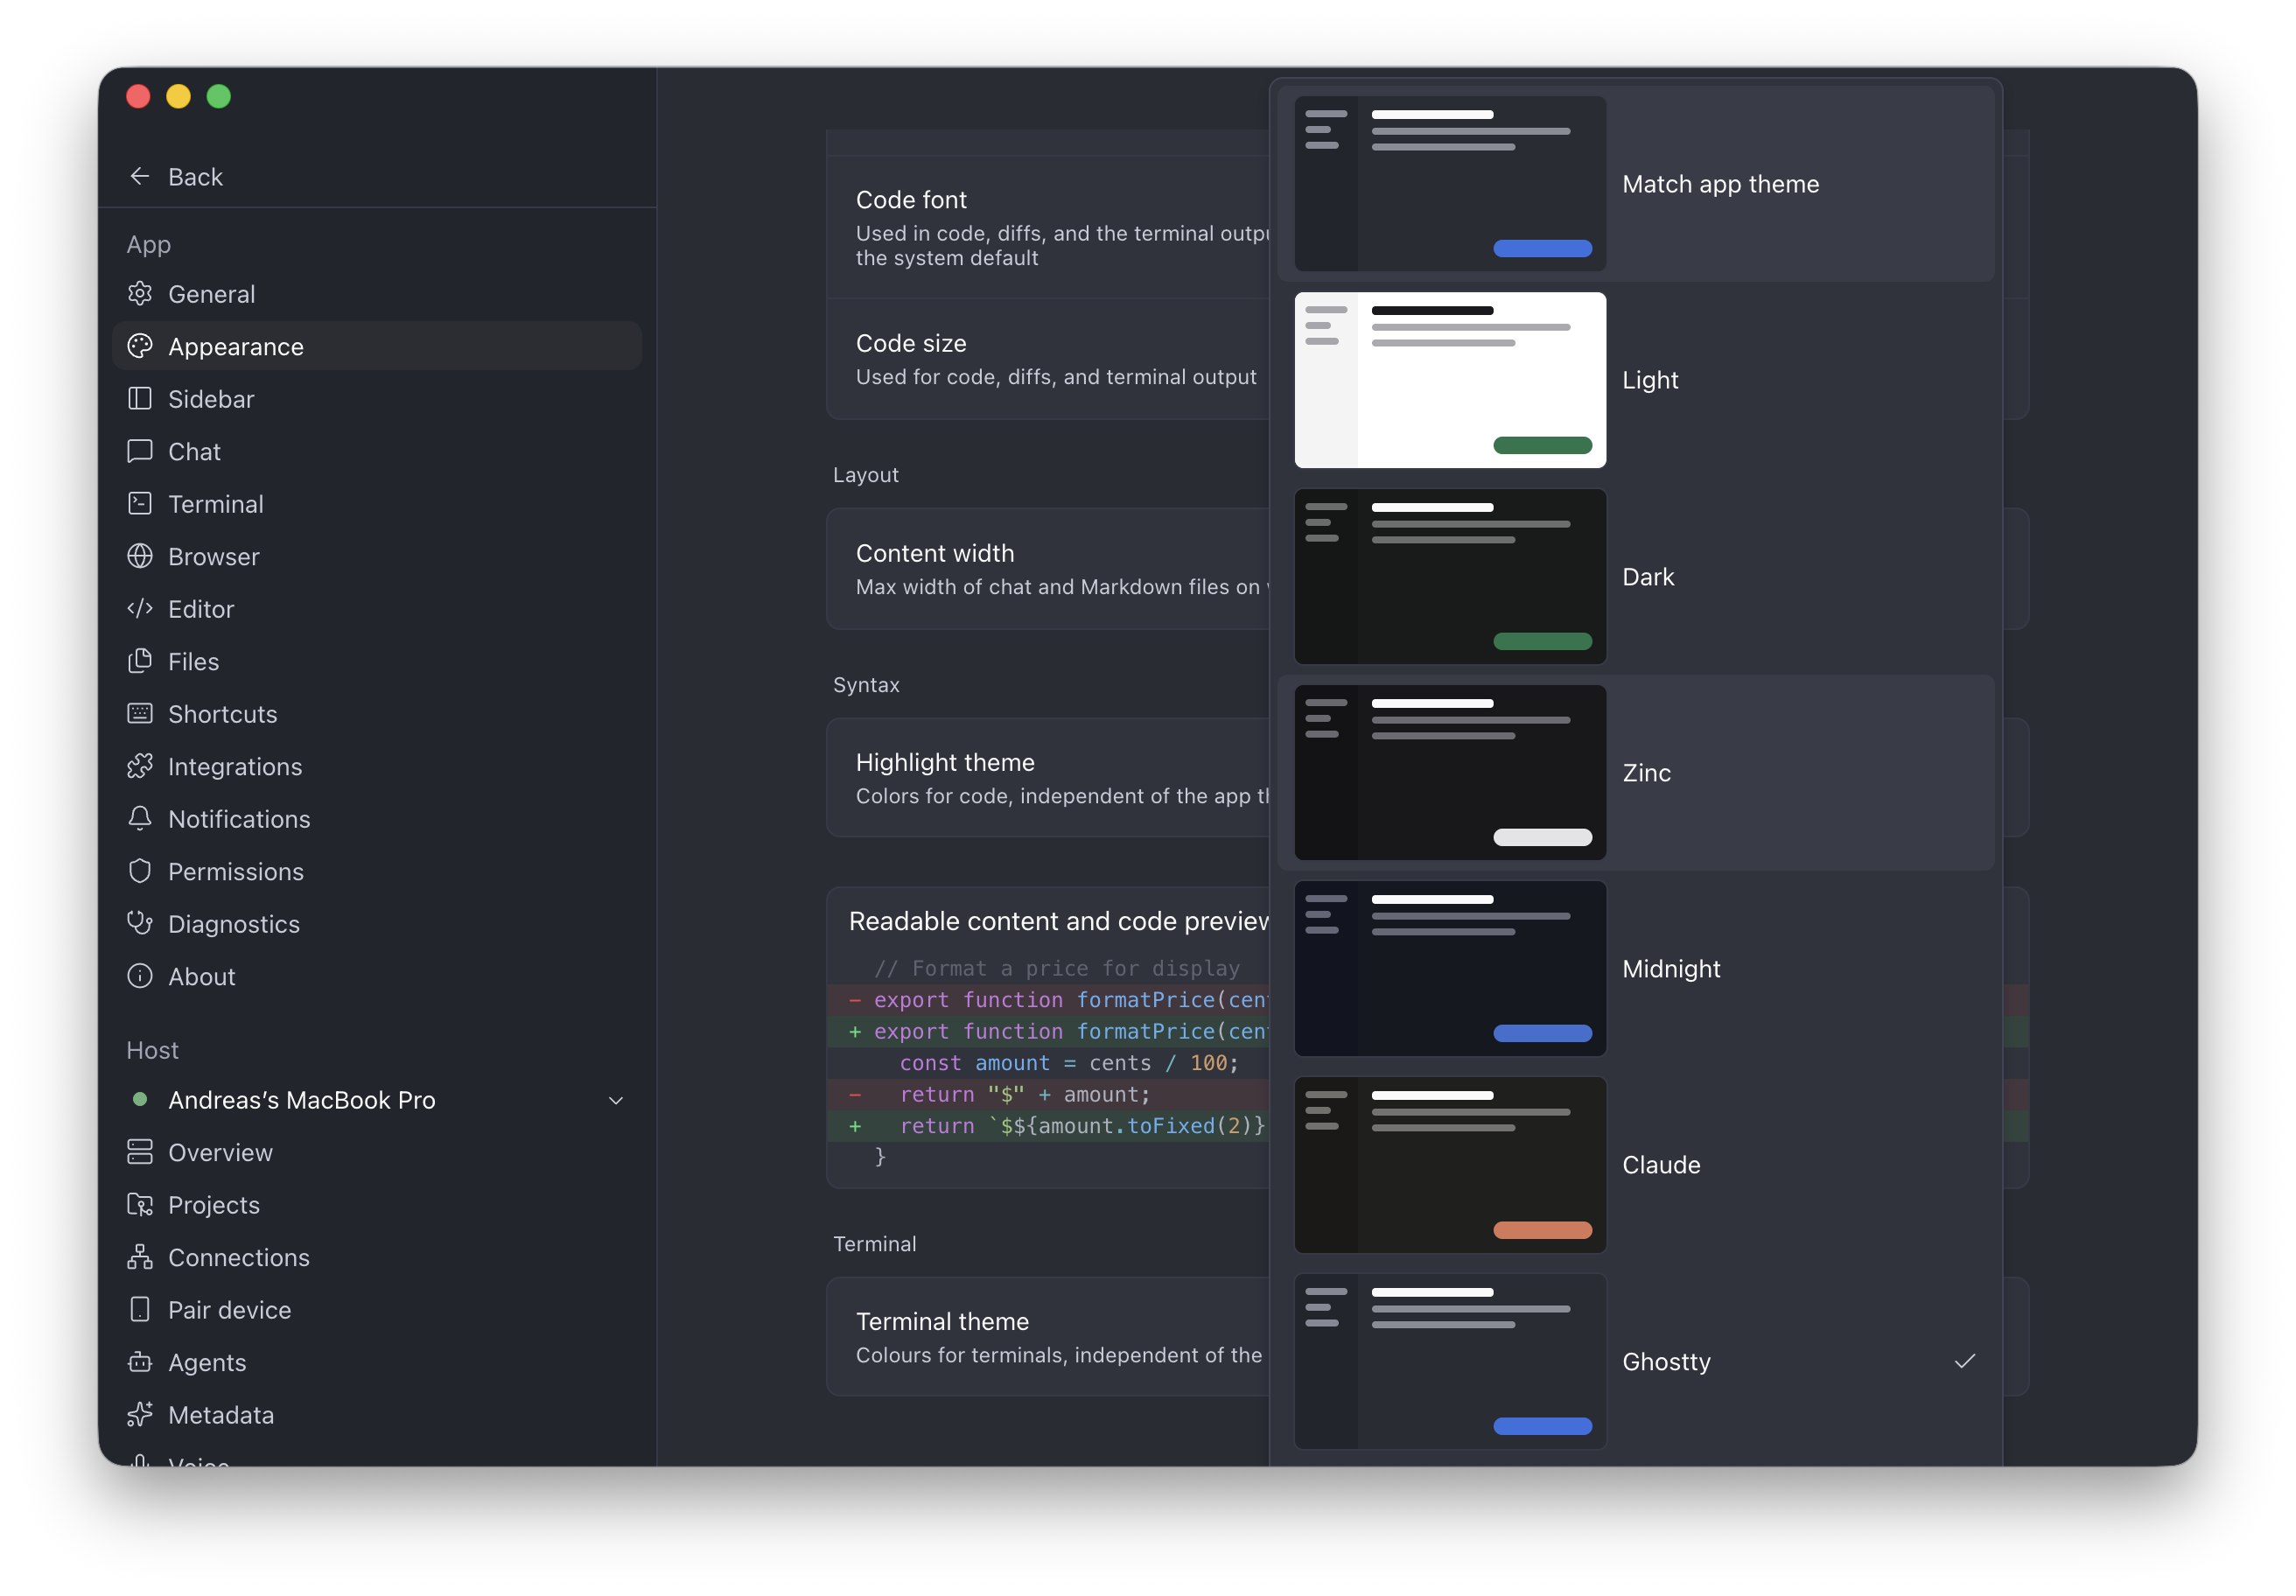 Back
App
General
Appearance
Sidebar
Chat
Terminal
Browser
Editor
Files
Shortcuts
Integrations
Notifications
Permissions
Diagnostics
About
Host
Andreas’s MacBook Pro
Overview
Projects
Connections
Pair device
Agents
Metadata
Voice
Code font
Used in code, diffs, and the terminal outpu
the system default
Code size
Used for code, diffs, and terminal output
Layout
Content width
Max width of chat and Markdown files on
Syntax
Highlight theme
Colors for code, independent of the app th
Readable content and code preview
// Format a price for display
- export function formatPrice(cent
+ export function formatPrice(cent
const amount = cents / 100;
- return "$" + amount;
+ return `$${amount.toFixed(2)}
}
Terminal
Terminal theme
Colours for terminals, independent of the
Match app theme
Light
Dark
Zinc
Midnight
Claude
Ghostty